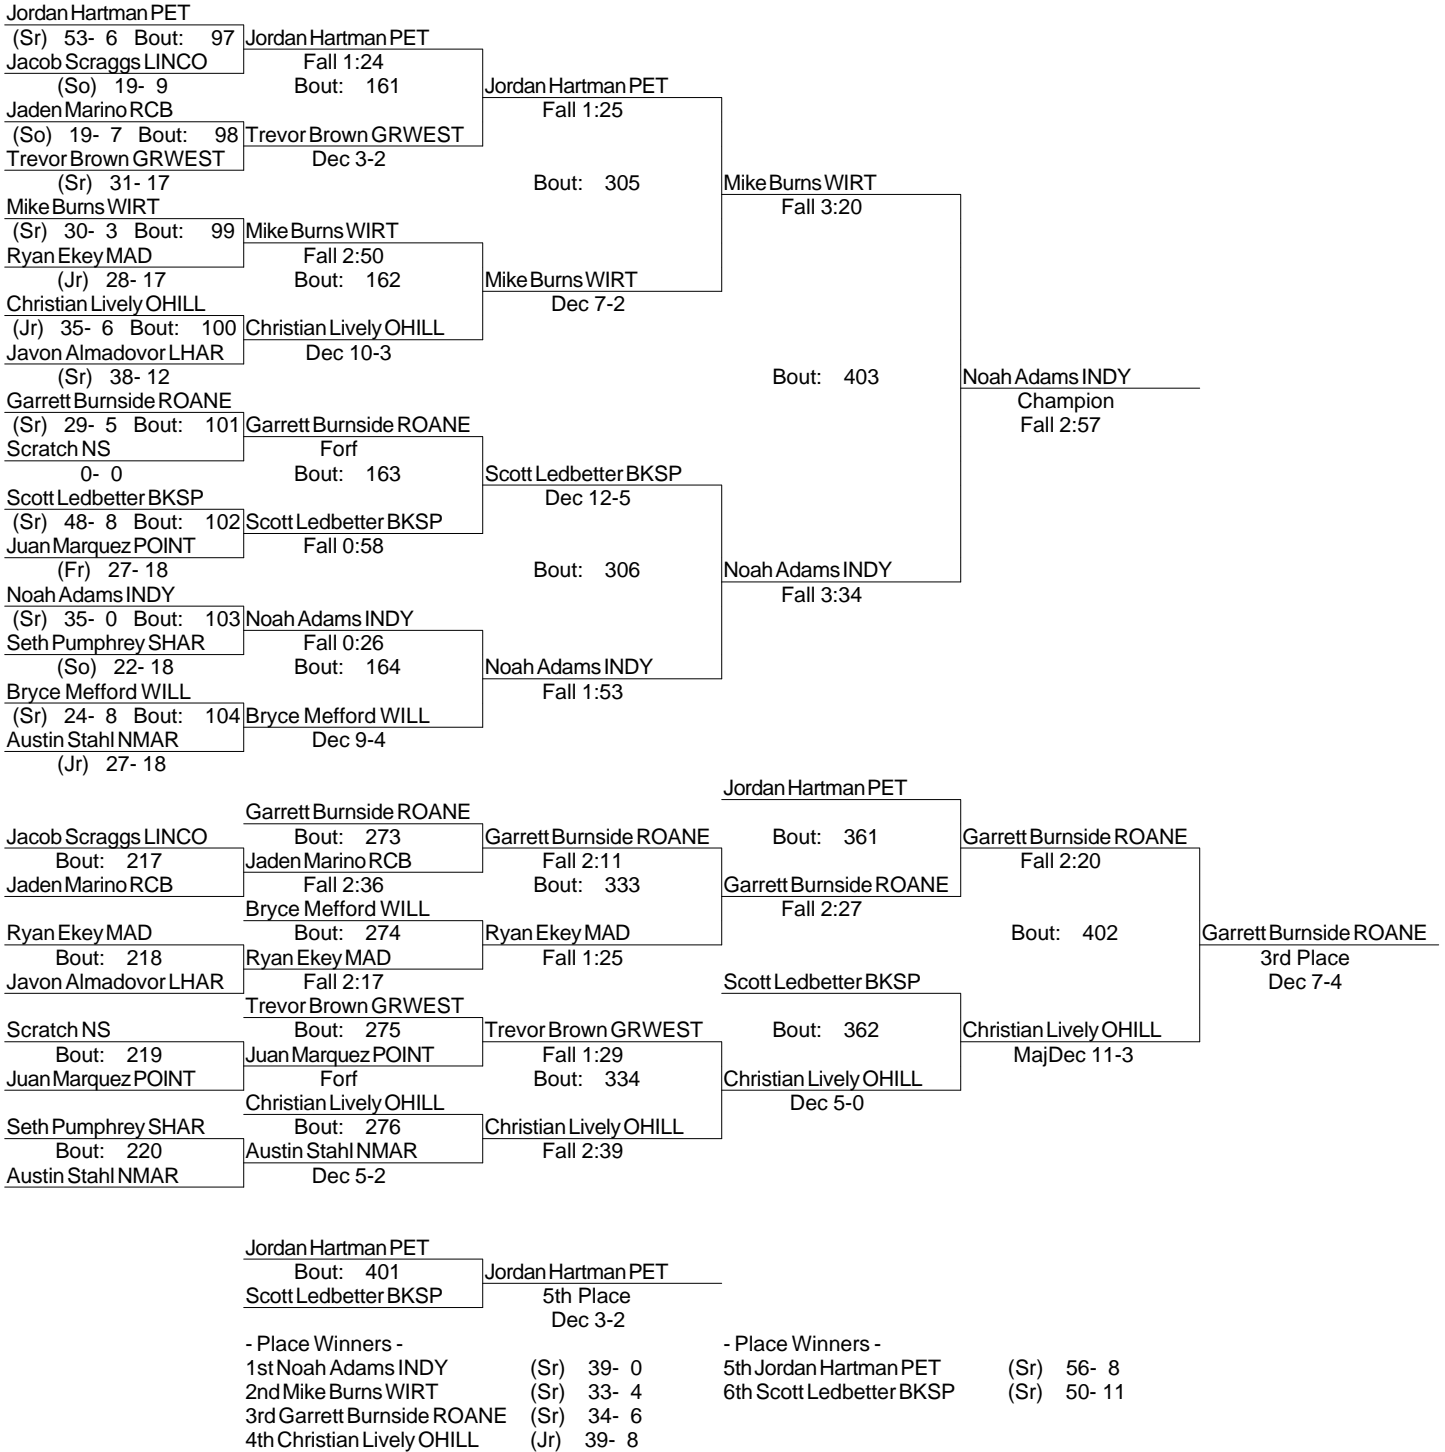 Jordan Hartman PET
(Sr) 53- 6 Bout: 97 Jordan Hartman PET
Jacob Scraggs LINCO Fall 1:24
(So) 19- 9 Bout: 161 Jordan Hartman PET
Jaden Marino RCB Fall 1:25
(So) 19- 7 Bout: 98 Trevor Brown GRWEST
Trevor Brown GRWEST Dec 3-2
(Sr) 31- 17 Bout: 305 Mike Burns WIRT
Mike Burns WIRT Fall 3:20
(Sr) 30- 3 Bout: 99 Mike Burns WIRT
Ryan Ekey MAD Fall 2:50
(Jr) 28- 17 Bout: 162 Mike Burns WIRT
Christian Lively OHILL Dec 7-2
(Jr) 35- 6 Bout: 100 Christian Lively OHILL
Javon Almadovor LHAR Dec 10-3
(Sr) 38- 12 Bout: 403 Noah Adams INDY
Garrett Burnside ROANE Champion
(Sr) 29- 5 Bout: 101 Garrett Burnside ROANE Fall 2:57
Scratch NS Forf
0- 0 Bout: 163 Scott Ledbetter BKSP
Scott Ledbetter BKSP Dec 12-5
(Sr) 48- 8 Bout: 102 Scott Ledbetter BKSP
Juan Marquez POINT Fall 0:58
(Fr) 27- 18 Bout: 306 Noah Adams INDY
Noah Adams INDY Fall 3:34
(Sr) 35- 0 Bout: 103 Noah Adams INDY
Seth Pumphrey SHAR Fall 0:26
(So) 22- 18 Bout: 164 Noah Adams INDY
Bryce Mefford WILL Fall 1:53
(Sr) 24- 8 Bout: 104 Bryce Mefford WILL
Austin Stahl NMAR Dec 9-4
(Jr) 27- 18
Jordan Hartman PET
Garrett Burnside ROANE
Jacob Scraggs LINCO Bout: 273 Garrett Burnside ROANE Bout: 361 Garrett Burnside ROANE
Bout: 217 Jaden Marino RCB Fall 2:11 Fall 2:20
Jaden Marino RCB Fall 2:36 Bout: 333 Garrett Burnside ROANE
Bryce Mefford WILL Fall 2:27
Ryan Ekey MAD Bout: 274 Ryan Ekey MAD Bout: 402 Garrett Burnside ROANE
Bout: 218 Ryan Ekey MAD Fall 1:25 3rd Place
Javon Almadovor LHAR Fall 2:17 Scott Ledbetter BKSP Dec 7-4
Trevor Brown GRWEST
Scratch NS Bout: 275 Trevor Brown GRWEST Bout: 362 Christian Lively OHILL
Bout: 219 Juan Marquez POINT Fall 1:29 MajDec 11-3
Juan Marquez POINT Forf Bout: 334 Christian Lively OHILL
Christian Lively OHILL Dec 5-0
Seth Pumphrey SHAR Bout: 276 Christian Lively OHILL
Bout: 220 Austin Stahl NMAR Fall 2:39
Austin Stahl NMAR Dec 5-2
Jordan Hartman PET
Bout: 401 Jordan Hartman PET
Scott Ledbetter BKSP 5th Place
Dec 3-2
- Place Winners - - Place Winners -
1st Noah Adams INDY (Sr) 39- 0 5th Jordan Hartman PET (Sr) 56- 8
2nd Mike Burns WIRT (Sr) 33- 4 6th Scott Ledbetter BKSP (Sr) 50- 11
3rd Garrett Burnside ROANE (Sr) 34- 6
4th Christian Lively OHILL (Jr) 39- 8